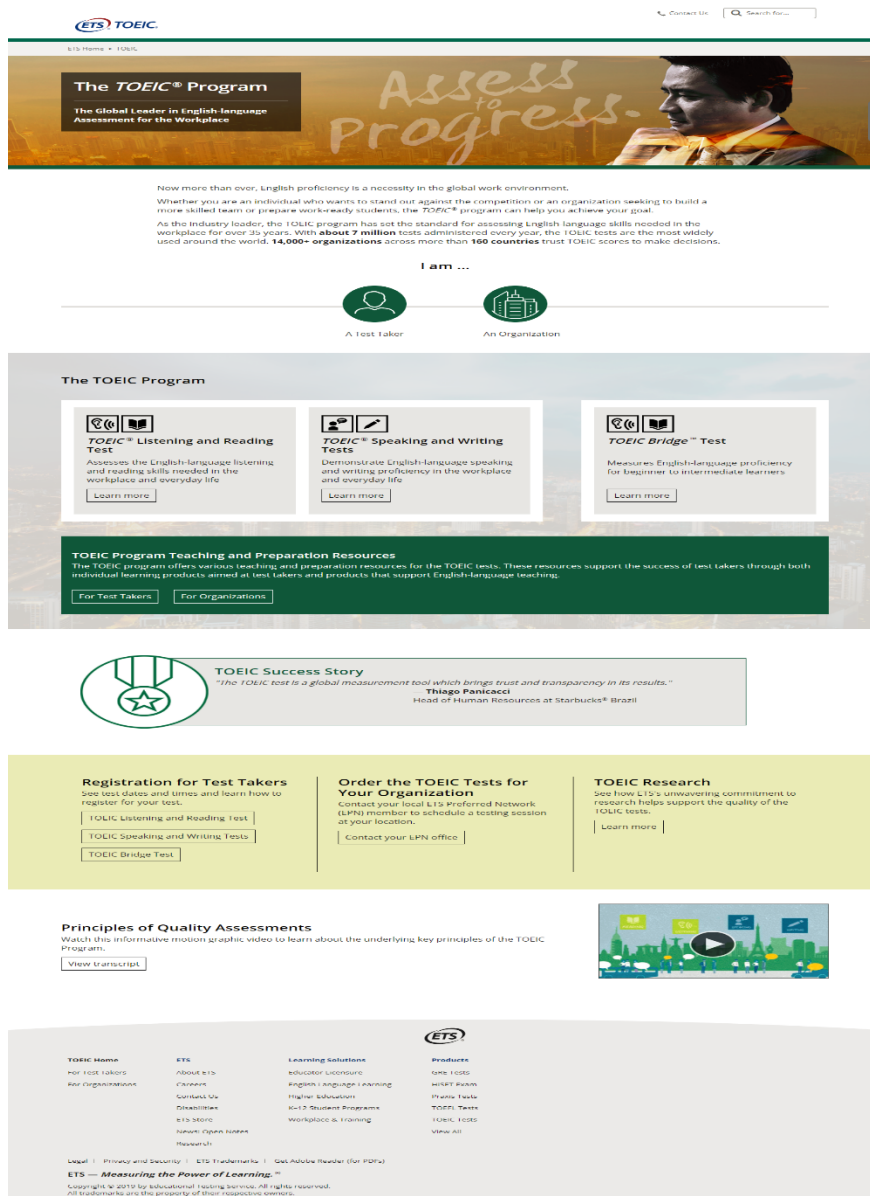 Contact Us
Search for...
ETS TOEIC.
ETS Home • TOEIC
The TOEIC® Program
The Global Leader in English-language
Assessment for the Workplace
Assess
to
Progress.
Now more than ever, English proficiency is a necessity in the global work environment.
Whether you are an individual who wants to stand out against the competition or an organization seeking to build a
more skilled team or prepare work-ready students, the TOEIC® program can help you achieve your goal.
As the industry leader, the TOEIC program has set the standard for assessing English-language skills needed in the
workplace for over 35 years. With about 7 million tests administered every year, the TOEIC tests are the most widely
used around the world. 14,000+ organizations across more than 160 countries trust TOEIC scores to make decisions.
I am ...
A Test Taker
An Organization
The TOEIC Program
TOEIC® Listening and Reading
Test
Assesses the English-language listening
and reading skills needed in the
workplace and everyday life
Learn more
TOEIC® Speaking and Writing
Tests
Demonstrate English-language speaking
and writing proficiency in the workplace
and everyday life
Learn more
TOEIC Bridge™ Test
Measures English-language proficiency
for beginner to intermediate learners
Learn more
TOEIC Program Teaching and Preparation Resources
The TOEIC program offers various teaching and preparation resources for the TOEIC tests. These resources support the success of test takers through both
individual learning products aimed at test takers and products that support English-language teaching.
For Test Takers
For Organizations
TOEIC Success Story
"The TOEIC test is a global measurement tool which brings trust and transparency in its results."
— Thiago Panicacci
Head of Human Resources at Starbucks® Brazil
Registration for Test Takers
See test dates and times and learn how to
register for your test.
TOEIC Listening and Reading Test
TOEIC Speaking and Writing Tests
TOEIC Bridge Test
Order the TOEIC Tests for
Your Organization
Contact your local ETS Preferred Network
(EPN) member to schedule a testing session
at your location.
Contact your EPN office
TOEIC Research
See how ETS's unwavering commitment to
research helps support the quality of the
TOEIC tests.
Learn more
Principles of Quality Assessments
Watch this informative motion graphic video to learn about the underlying key principles of the TOEIC
Program.
View transcript
ETS
TOEIC Home
For Test Takers
For Organizations
ETS
About ETS
Careers
Contact Us
Disabilities
ETS Store
News: Open Notes
Research
Learning Solutions
Educator Licensure
English Language Learning
Higher Education
K-12 Student Programs
Workplace & Training
Products
GRE Tests
HiSET Exam
Praxis Tests
TOEFL Tests
TOEIC Tests
View All
Legal | Privacy and Security | ETS Trademarks | Get Adobe Reader (for PDFs)
ETS — Measuring the Power of Learning.™
Copyright © 2019 by Educational Testing Service. All rights reserved.
All trademarks are the property of their respective owners.